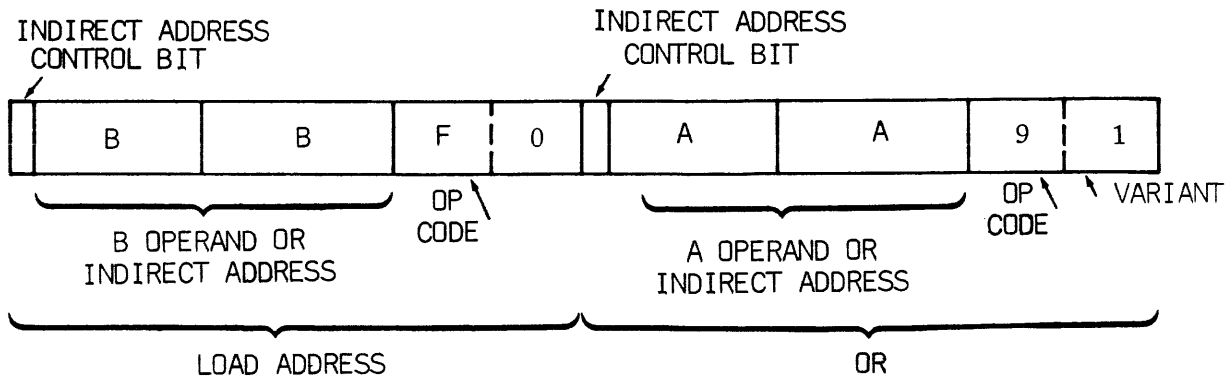 INDIRECT ADDRESS
CONTROL BIT
INDIRECT ADDRESS
CONTROL BIT
B B F 0 A A 9 1
OP
CODE
B OPERAND OR
INDIRECT ADDRESS
OP
CODE
VARIANT
A OPERAND OR
INDIRECT ADDRESS
LOAD ADDRESS
OR